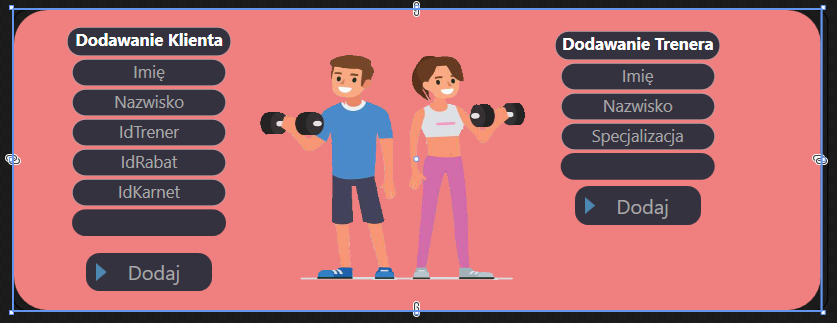 Dodawanie Klienta
Imię
Nazwisko
IdTrener
IdRabat
IdKarnet
Dodaj
Dodawanie Trenera
Imię
Nazwisko
Specjalizacja
Dodaj